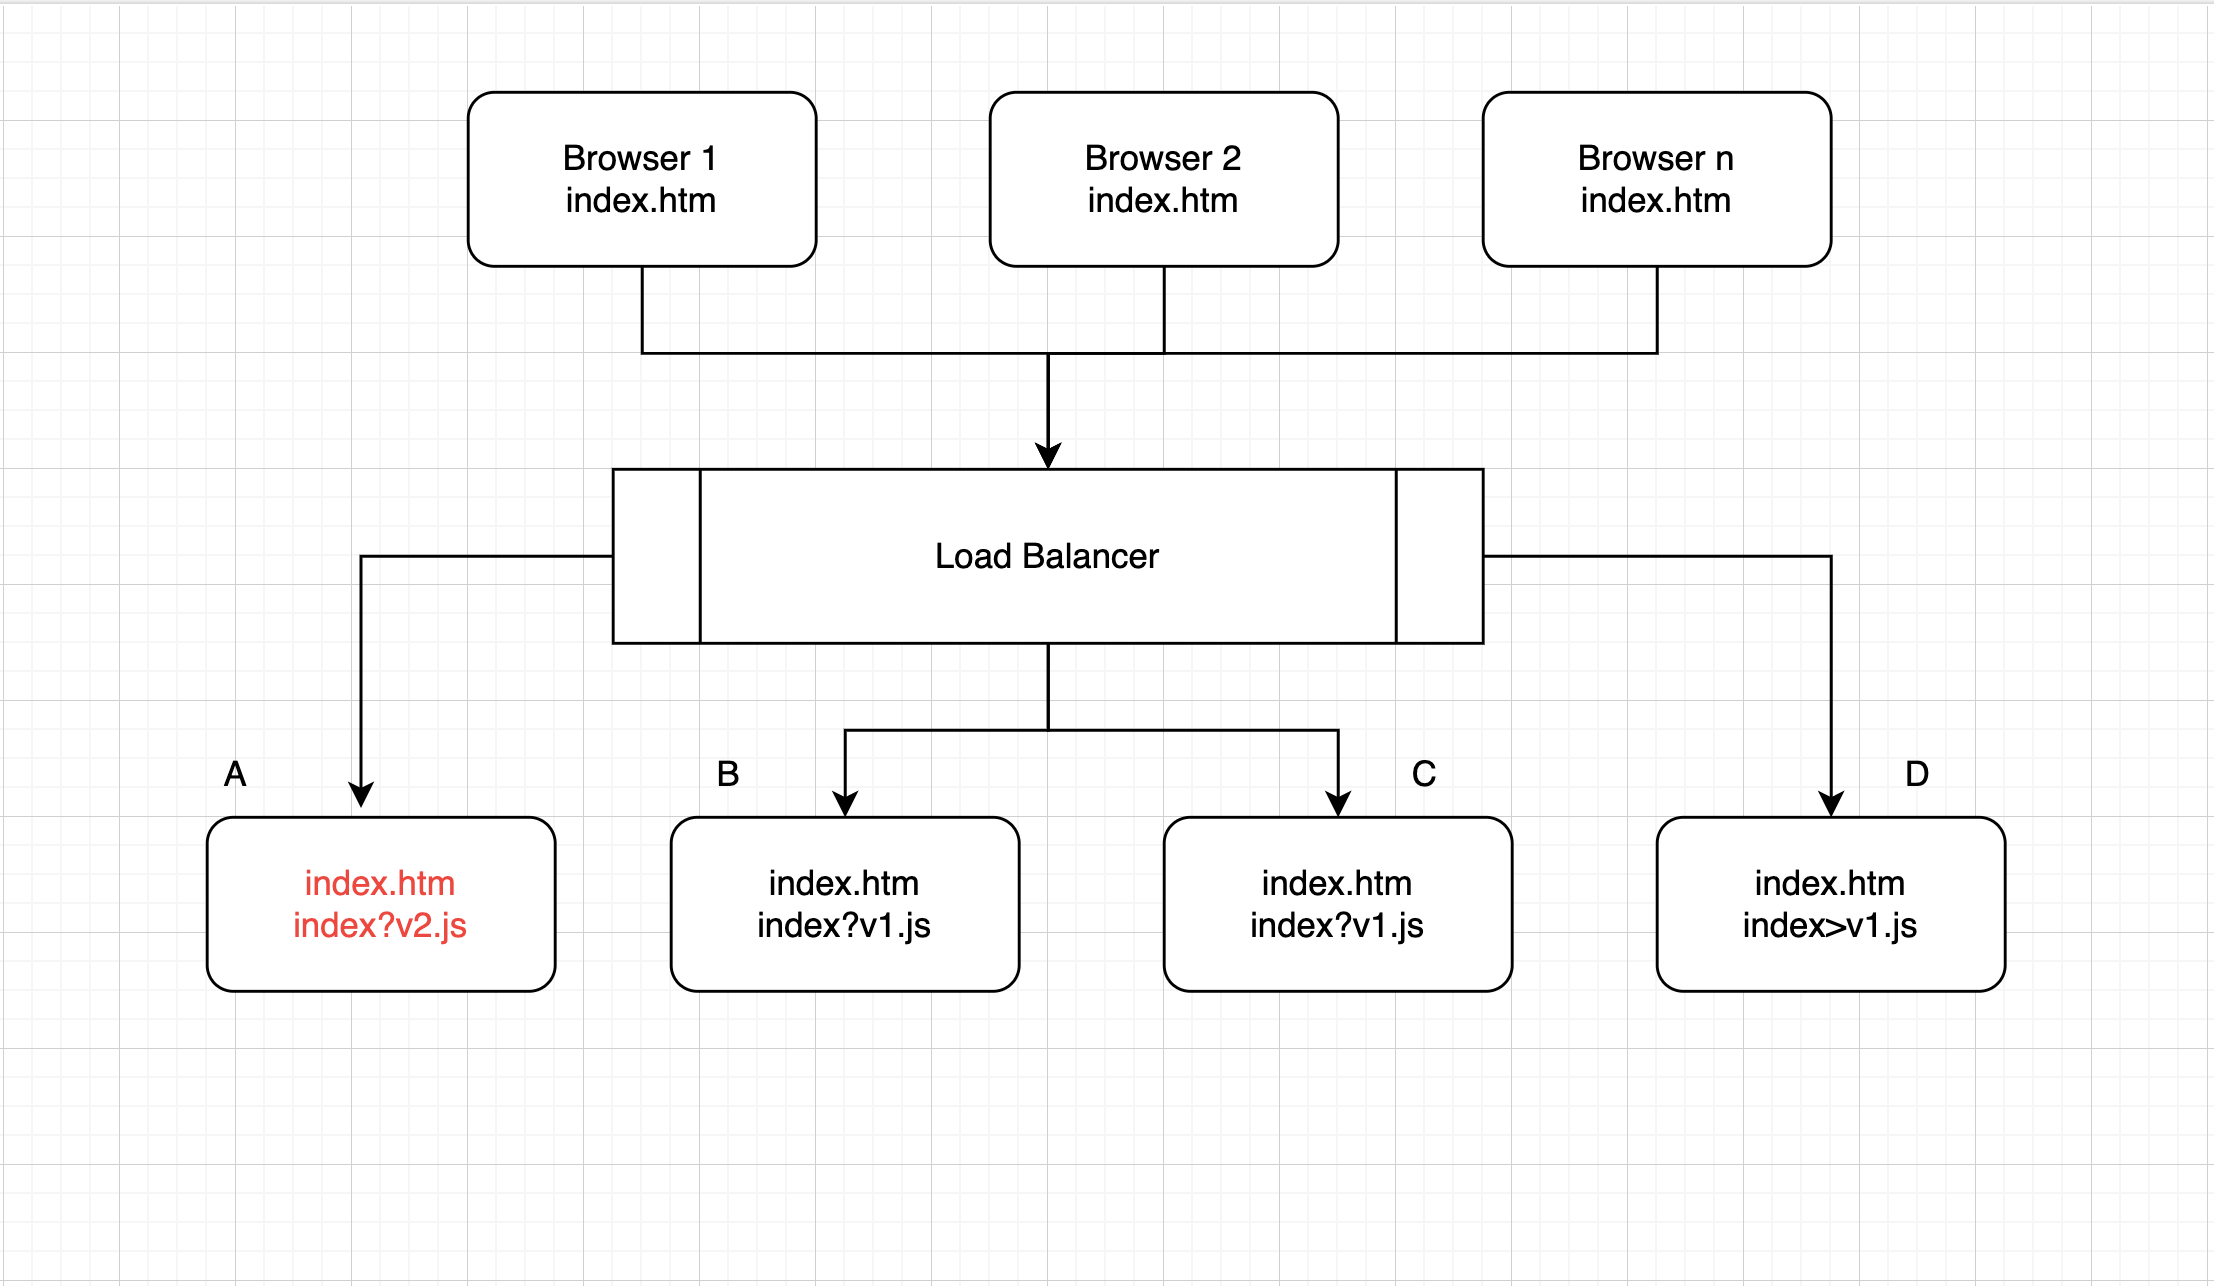 Browser 1
index.htm
Browser 2
index.htm
Browser n
index.htm
Load Balancer
A
B
C
D
index.htm
index?v2.js
index.htm
index?v1.js
index.htm
index?v1.js
index.htm
index>v1.js